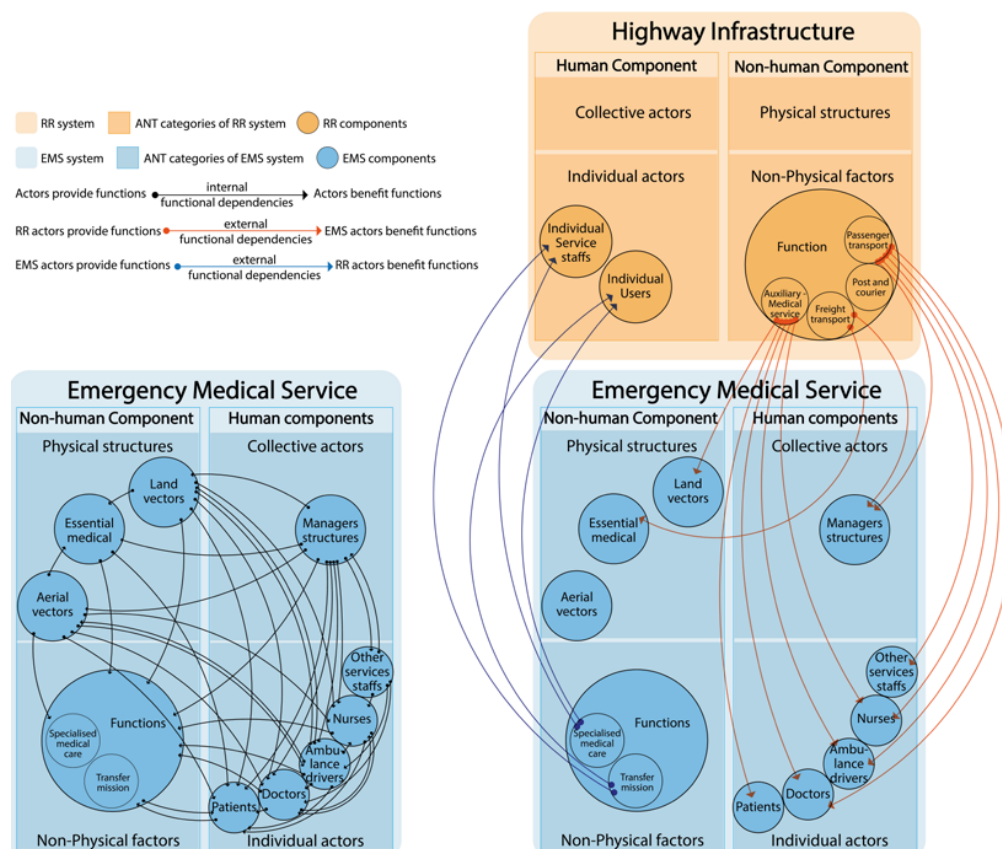 Highway Infrastructure
Human Component
Non-human Component
Collective actors
Physical structures
Individual actors
Non-Physical factors
Individual
Service
staffs
Individual
Users
Function
Passenger
transport
Post and
courier
Auxiliary -
Medical
service
Freight
transport
RR system
ANT categories of RR system
RR components
EMS system
ANT categories of EMS system
EMS components
Actors provide functions
internal
functional dependencies
Actors benefit functions
RR actors provide functions
external
functional dependencies
EMS actors benefit functions
EMS actors provide functions
external
functional dependencies
RR actors benefit functions
Emergency Medical Service
Non-human Component
Human components
Physical structures
Collective actors
Land
vectors
Essential
medical
Managers
structures
Aerial
vectors
Other
services
staffs
Functions
Nurses
Specialised
medical
care
Ambu-
lance
drivers
Transfer
mission
Doctors
Patients
Non-Physical factors
Individual actors
Emergency Medical Service
Non-human Component
Human components
Physical structures
Collective actors
Land
vectors
Essential
medical
Managers
structures
Aerial
vectors
Other
services
staffs
Functions
Nurses
Specialised
medical
care
Ambu-
lance
drivers
Transfer
mission
Doctors
Patients
Non-Physical factors
Individual actors